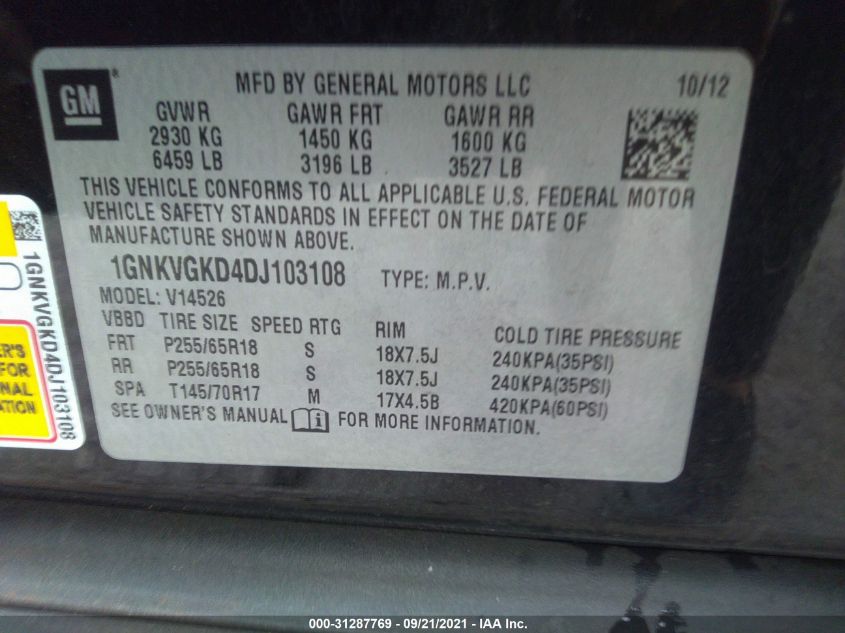 GM®
MFD BY GENERAL MOTORS LLC 10/12
GVWR GAWR FRT GAWR RR
2930 KG 1450 KG 1600 KG
6459 LB 3196 LB 3527 LB
THIS VEHICLE CONFORMS TO ALL APPLICABLE U.S. FEDERAL MOTOR
VEHICLE SAFETY STANDARDS IN EFFECT ON THE DATE OF
MANUFACTURE SHOWN ABOVE.
1GNKVGKD4DJ103108 TYPE: M.P.V.
MODEL: V14526
VBBD TIRE SIZE SPEED RTG RIM COLD TIRE PRESSURE
FRT P255/65R18 S 18X7.5J 240KPA(35PSI)
RR P255/65R18 S 18X7.5J 240KPA(35PSI)
SPA T145/70R17 M 17X4.5B 420KPA(60PSI)
SEE OWNER'S MANUAL i FOR MORE INFORMATION.
1GNKVGKD4DJ103108
ER'S
FOR
NAL
ATION
000-31287769 - 09/21/2021 - IAA Inc.